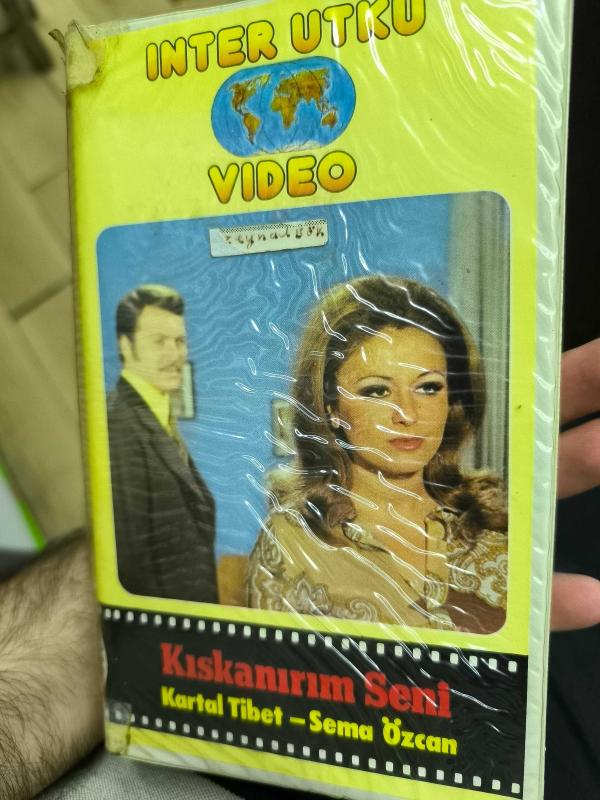 INTER UTKU
VIDEO
Kıskanırım Seni
Kartal Tibet – Sema Özcan